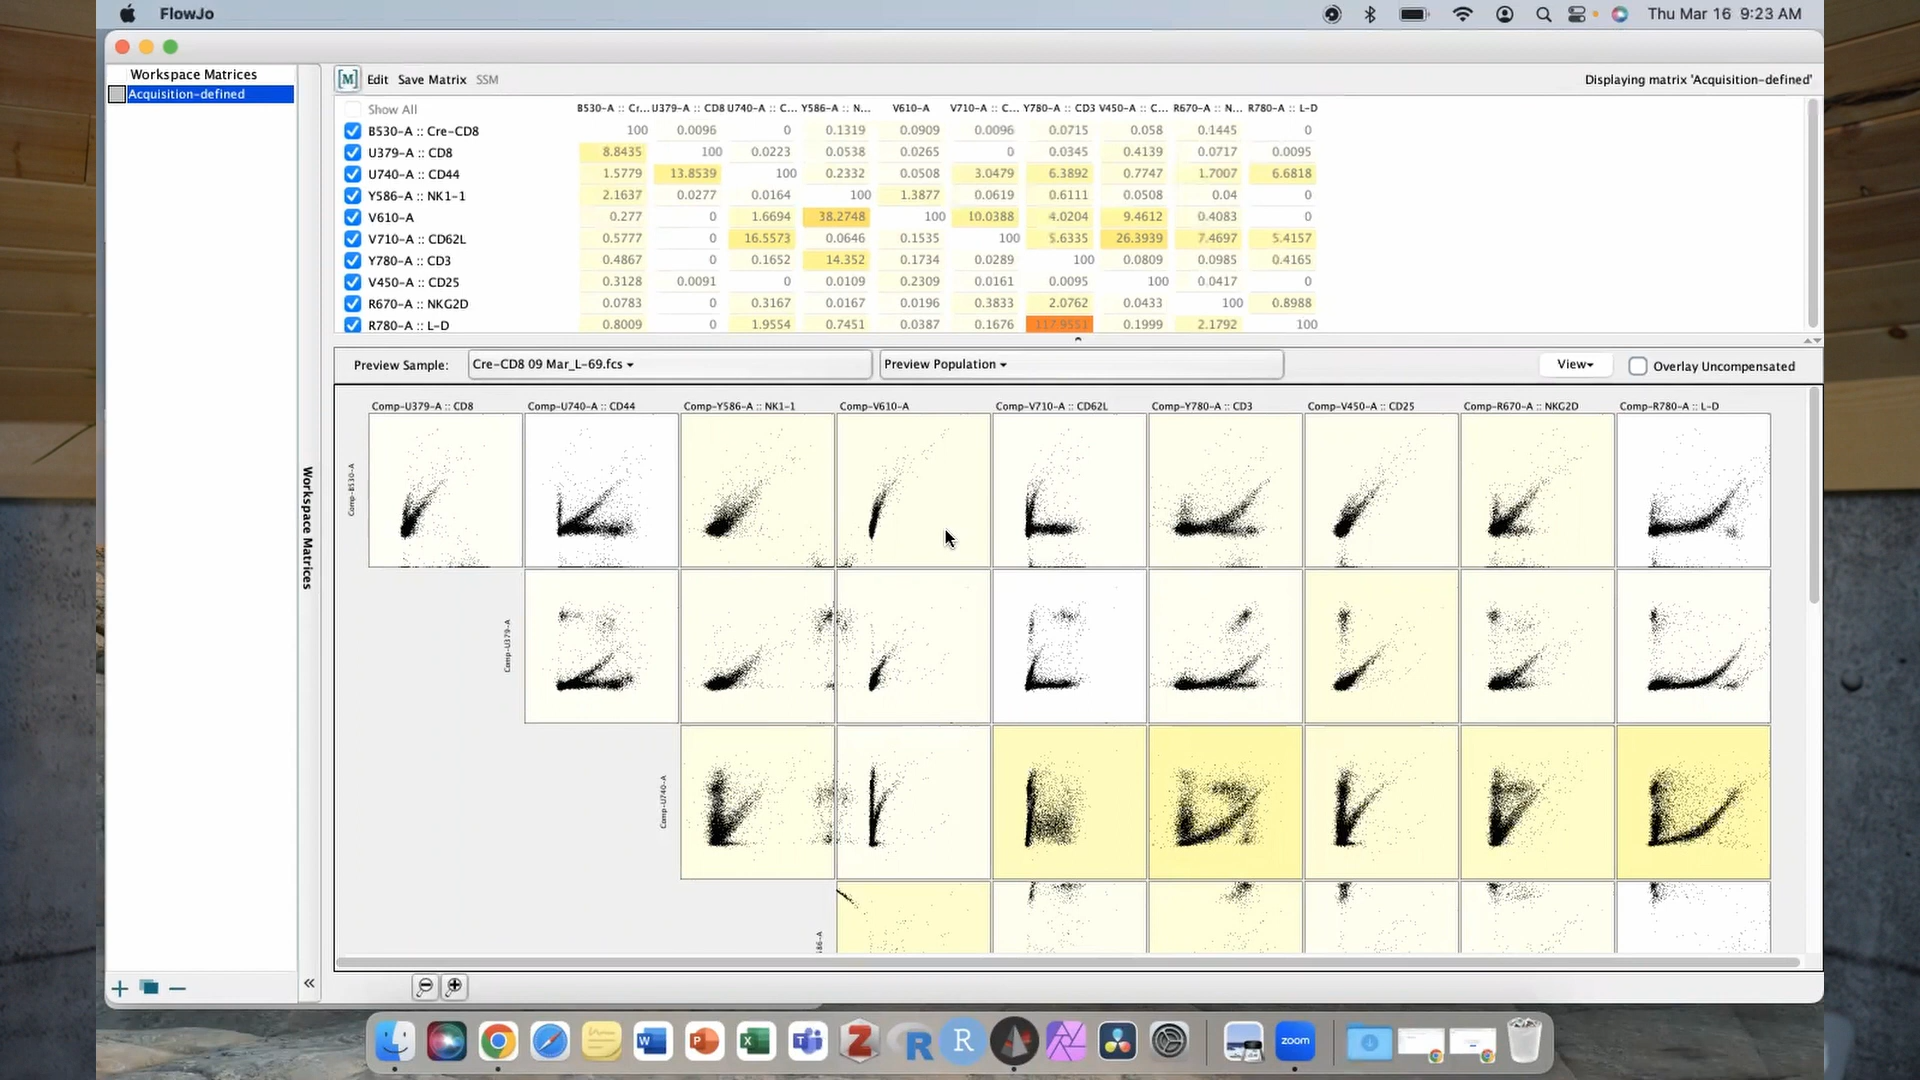 FlowJo
Thu Mar 16 9:23 AM
Workspace Matrices
Acquisition-defined
[M] Edit Save Matrix SSM
Displaying matrix 'Acquisition-defined'
Show All B530-A :: Cr... U379-A :: CD8 U740-A :: C... Y586-A :: N... V610-A V710-A :: C... Y780-A :: CD3 V450-A :: C... R670-A :: N... R780-A :: L-D
B530-A :: Cre-CD8 100 0.0096 0 0.1319 0.0909 0.0096 0.0715 0.058 0.1445 0
U379-A :: CD8 8.8435 100 0.0223 0.0538 0.0265 0 0.0345 0.4139 0.0717 0.0095
U740-A :: CD44 1.5779 13.8539 100 0.2332 0.0508 3.0479 6.3892 0.7747 1.7007 6.6818
Y586-A :: NK1-1 2.1637 0.0277 0.0164 100 1.3877 0.0619 0.6111 0.0508 0.04 0
V610-A 0.277 0 1.6694 38.2748 100 10.0388 4.0204 9.4612 0.4083 0
V710-A :: CD62L 0.5777 0 16.5573 0.0646 0.1535 100 5.6335 26.3939 7.4697 5.4157
Y780-A :: CD3 0.4867 0 0.1652 14.352 0.1734 0.0289 100 0.0809 0.0985 0.4165
V450-A :: CD25 0.3128 0.0091 0 0.0109 0.2309 0.0161 0.0095 100 0.0417 0
R670-A :: NKG2D 0.0783 0 0.3167 0.0167 0.0196 0.3833 2.0762 0.0433 100 0.8988
R780-A :: L-D 0.8009 0 1.9554 0.7451 0.0387 0.1676 117.9551 0.1999 2.1792 100
Workspace Matrices
Preview Sample: Cre-CD8 09 Mar_L-69.fcs Preview Population View Overlay Uncompensated
Comp-U379-A :: CD8 Comp-U740-A :: CD44 Comp-Y586-A :: NK1-1 Comp-V610-A Comp-V710-A :: CD62L Comp-Y780-A :: CD3 Comp-V450-A :: CD25 Comp-R670-A :: NKG2D Comp-R780-A :: L-D
Comp-B530-A
Comp-U379-A
Comp-U740-A
i86-A
W P X T Z R R zoom